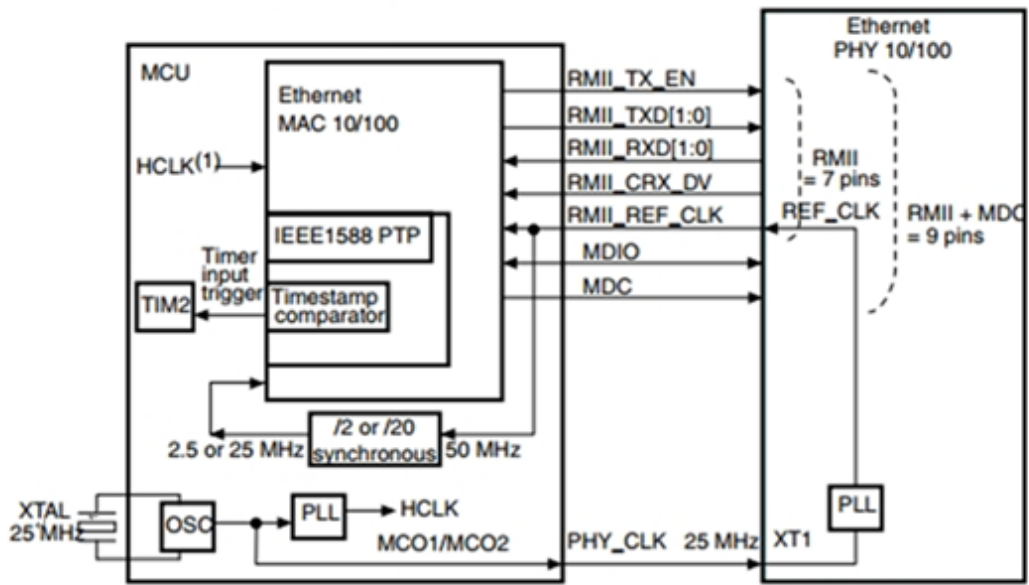 Ethernet
PHY 10/100
MCU
Ethernet
MAC 10/100
HCLK(1)
IEEE1588 PTP
Timer
input
trigger
TIM2
Timestamp
comparator
RMII_TX_EN
RMII_TXD[1:0]
RMII_RXD[1:0]
RMII_CRX_DV
RMII_REF_CLK
MDIO
MDC
RMII
= 7 pins
REF_CLK
RMII + MDC
= 9 pins
/2 or /20
synchronous
2.5 or 25 MHz
50 MHz
XTAL
25 MHz
OSC
PLL
HCLK
MCO1/MCO2
PHY_CLK 25 MHz
XT1
PLL